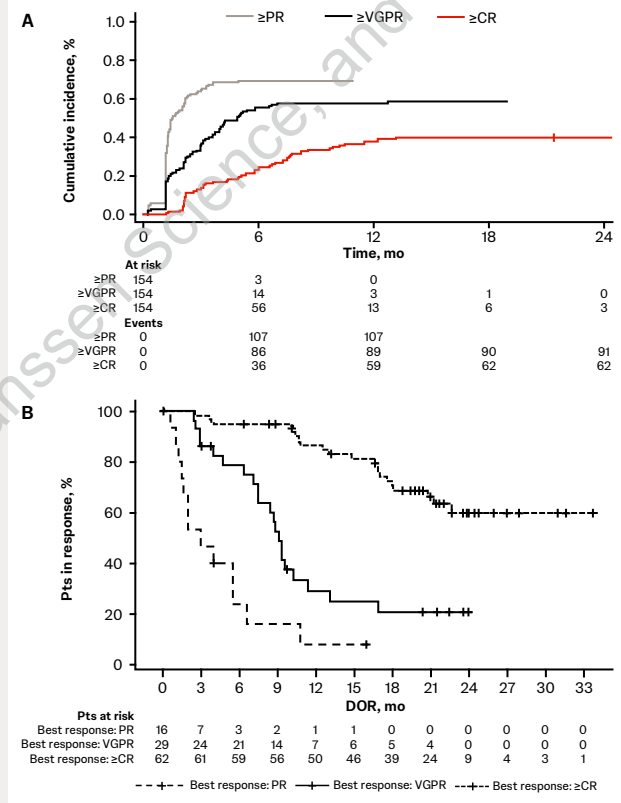 A
≥PR ≥VGPR ≥CR
Cumulative incidence, %
1.0
0.8
0.6
0.4
0.2
0.0
0 6 12 18 24
Time, mo
At risk
≥PR 154 3 0
≥VGPR 154 14 3 1 0
≥CR 154 56 13 6 3
Events
≥PR 0 107 107
≥VGPR 0 86 89 90 91
≥CR 0 36 59 62 62
anssen Science, and
B
Pts in response, %
100
80
60
40
20
0
0 3 6 9 12 15 18 21 24 27 30 33
DOR, mo
Pts at risk
Best response: PR 16 7 3 2 1 1 0 0 0 0 0 0
Best response: VGPR 29 24 21 14 7 6 5 4 0 0 0 0
Best response: ≥CR 62 61 59 56 50 46 39 24 9 4 3 1
Best response: PR Best response: VGPR Best response: ≥CR